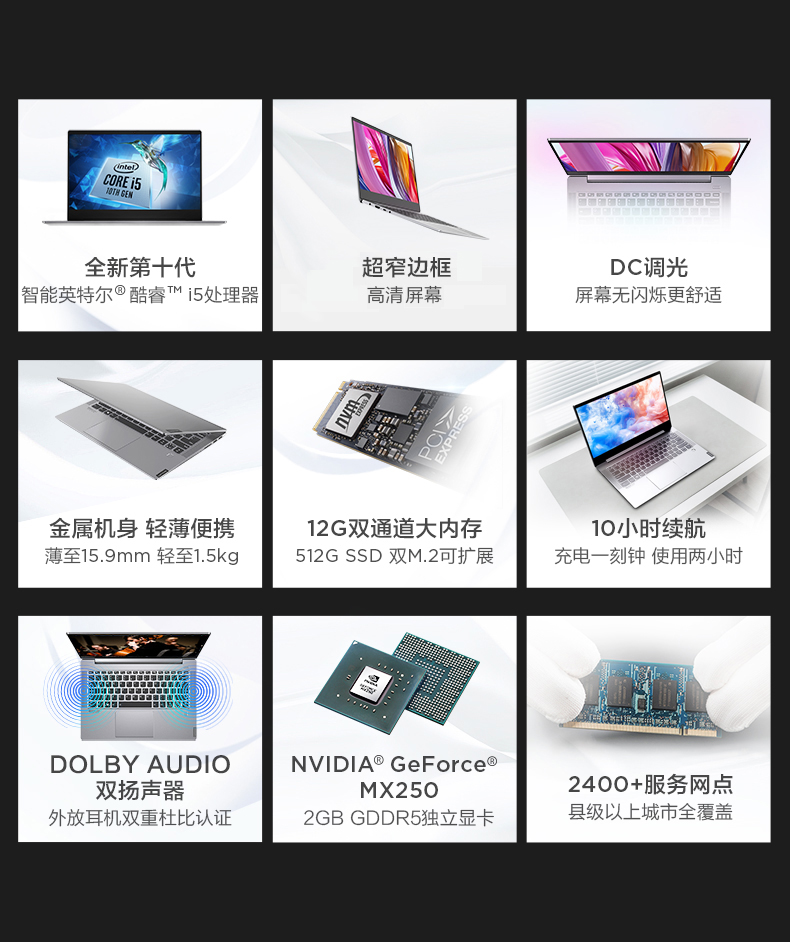 intel
CORE i5
10TH GEN
全新第十代
智能英特尔® 酷睿™ i5处理器
超窄边框
高清屏幕
DC调光
屏幕无闪烁更舒适
金属机身 轻薄便携
薄至15.9mm 轻至1.5kg
nvm
EXPRESS
PCI
EXPRESS
12G双通道大内存
512G SSD 双M.2可扩展
10小时续航
充电一刻钟 使用两小时
DOLBY AUDIO
双扬声器
外放耳机双重杜比认证
NVIDIA
NVIDIA® GeForce®
MX250
2GB GDDR5独立显卡
2400+服务网点
县级以上城市全覆盖